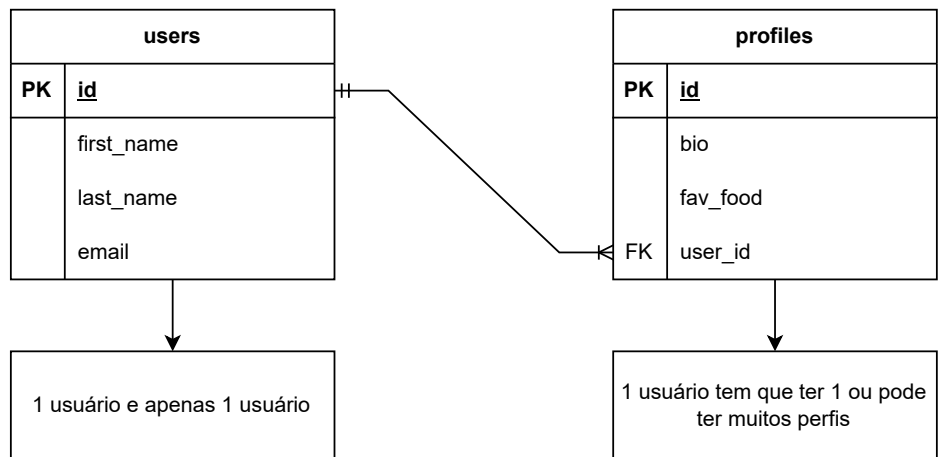 users
PK id
first_name
last_name
email
1 usuário e apenas 1 usuário
profiles
PK id
bio
fav_food
FK user_id
1 usuário tem que ter 1 ou pode
ter muitos perfis